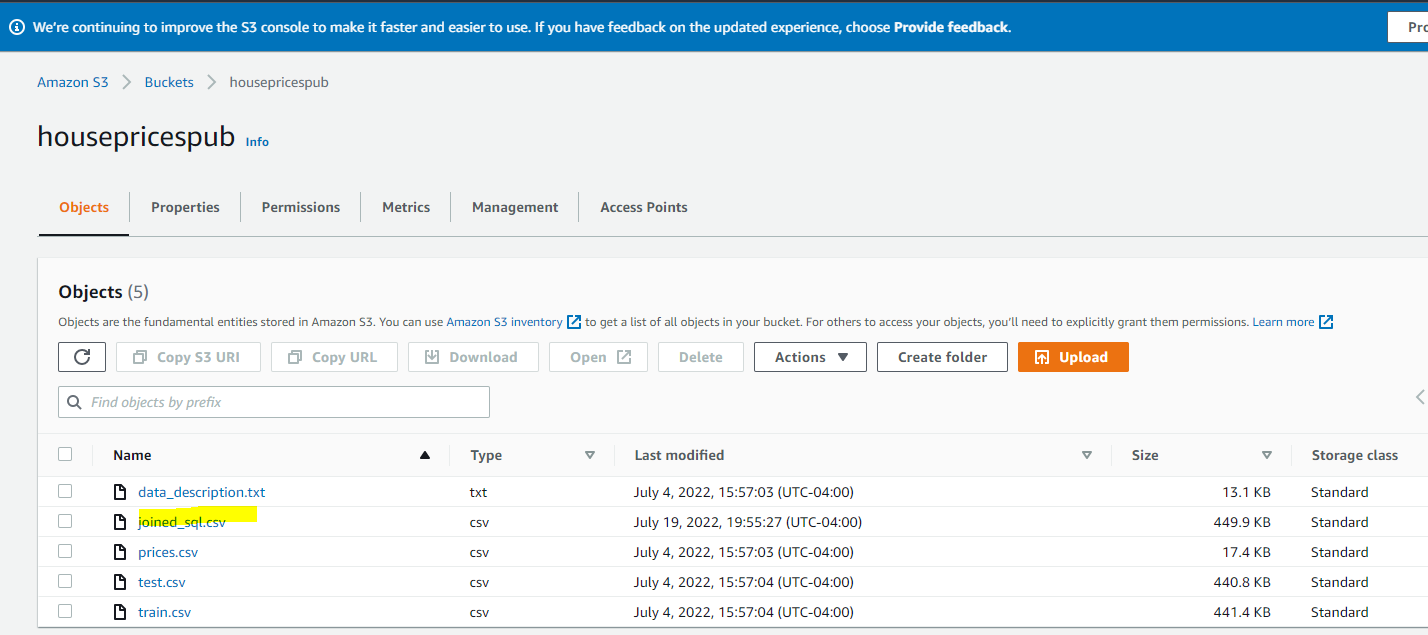 We're continuing to improve the S3 console to make it faster and easier to use. If you have feedback on the updated experience, choose Provide feedback.
Amazon S3 Buckets housepricespub
housepricespub Info
Objects Properties Permissions Metrics Management Access Points
Objects (5)
Objects are the fundamental entities stored in Amazon S3. You can use Amazon S3 inventory to get a list of all objects in your bucket. For others to access your objects, you'll need to explicitly grant them permissions. Learn more
Copy S3 URI Copy URL Download Open Delete Actions Create folder Upload
Find objects by prefix
Name Type Last modified Size Storage class
data_description.txt txt July 4, 2022, 15:57:03 (UTC-04:00) 13.1 KB Standard
joined_sql.csv csv July 19, 2022, 19:55:27 (UTC-04:00) 449.9 KB Standard
prices.csv csv July 4, 2022, 15:57:03 (UTC-04:00) 17.4 KB Standard
test.csv csv July 4, 2022, 15:57:04 (UTC-04:00) 440.8 KB Standard
train.csv csv July 4, 2022, 15:57:04 (UTC-04:00) 441.4 KB Standard